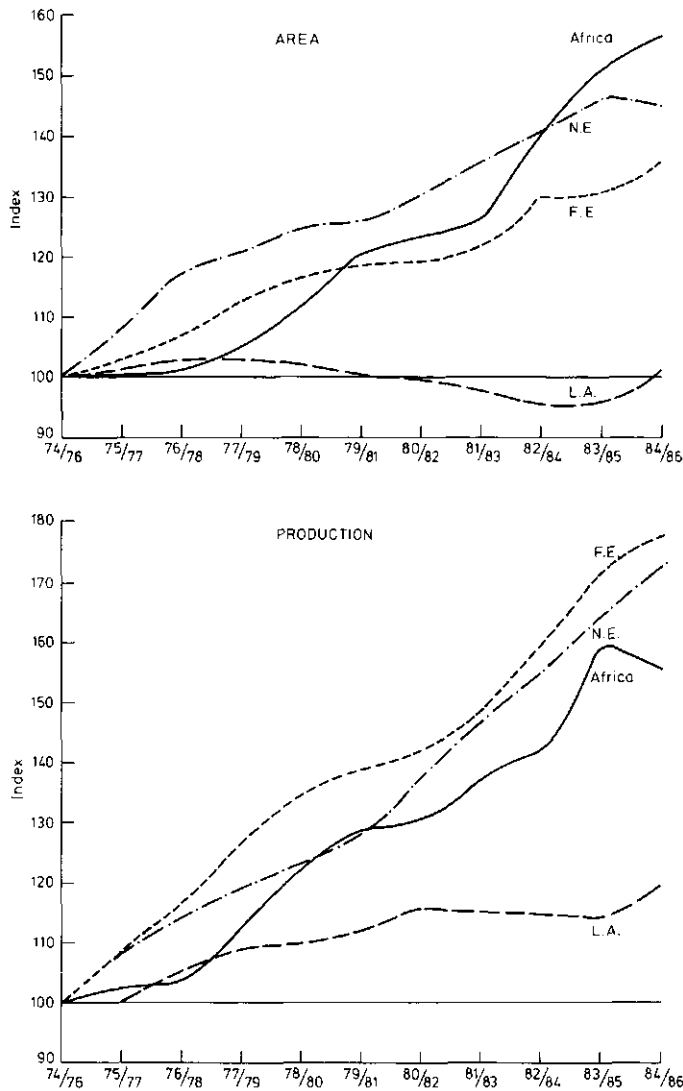 160
AREA
Africa
150
140
N.E
130
F.E
120
110
100
L.A.
90
Index
74/76 75/77 76/78 77/79 78/80 79/81 80/82 81/83 82/84 83/85 84/86
180
PRODUCTION
F.E.
170
160
N.E.
Africa
150
140
130
120
L.A.
110
100
90
Index
74/76 75/77 76/78 77/79 78/80 79/81 80/82 81/83 82/84 83/85 84/86